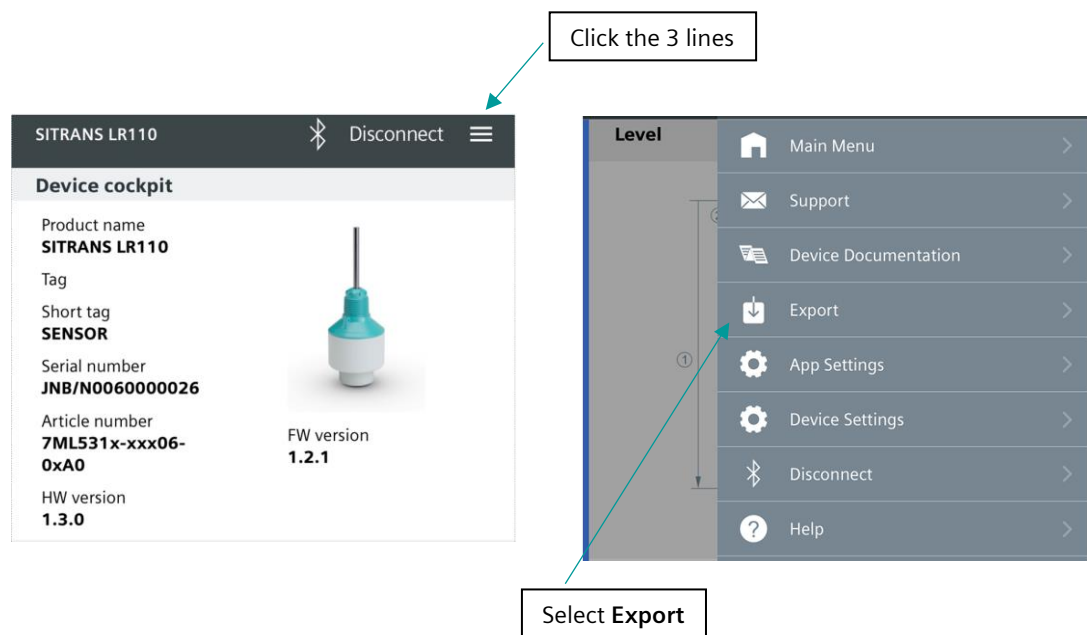 Click the 3 lines
SITRANS LR110
Disconnect
Device cockpit
Product name
SITRANS LR110
Tag
Short tag
SENSOR
Serial number
JNB/N0060000026
Article number
7ML531x-xxx06-
0xA0
HW version
1.3.0
FW version
1.2.1
Level
①
Main Menu
Support
Device Documentation
Export
App Settings
Device Settings
Disconnect
Help
Select Export